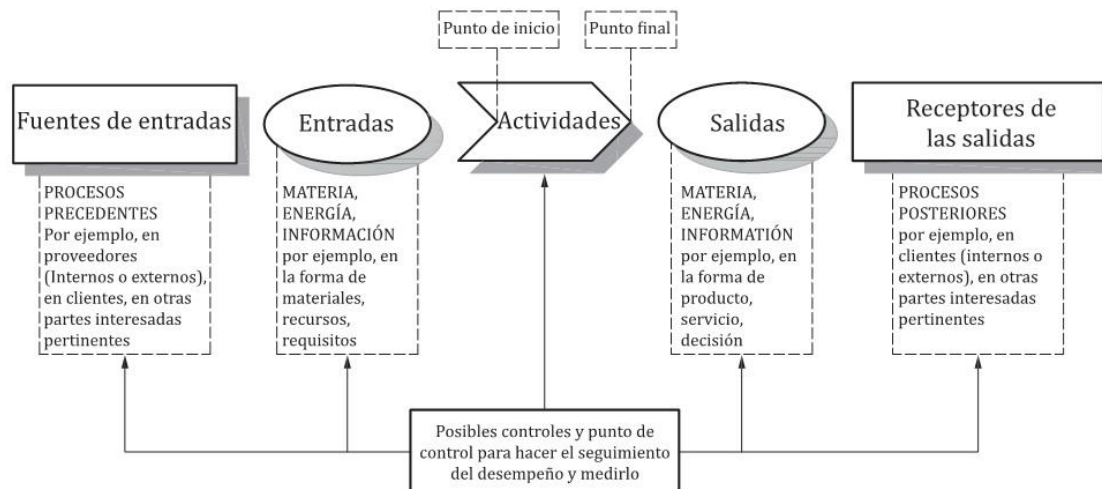 Punto de inicio
Punto final
Fuentes de entradas
Entradas
Actividades
Salidas
Receptores de
las salidas
PROCESOS
PRECEDENTES
Por ejemplo, en
proveedores
(Internos o externos),
en clientes, en otras
partes interesadas
pertinentes
MATERIA,
ENERGÍA,
INFORMACIÓN
por ejemplo, en
la forma de
materiales,
recursos,
requisitos
MATERIA,
ENERGÍA,
INFORMATIÓN
por ejemplo, en
la forma de
producto,
servicio,
decisión
PROCESOS
POSTERIORES
por ejemplo, en
clientes (internos o
externos), en otras
partes interesadas
pertinentes
Posibles controles y punto de
control para hacer el seguimiento
del desempeño y medirlo